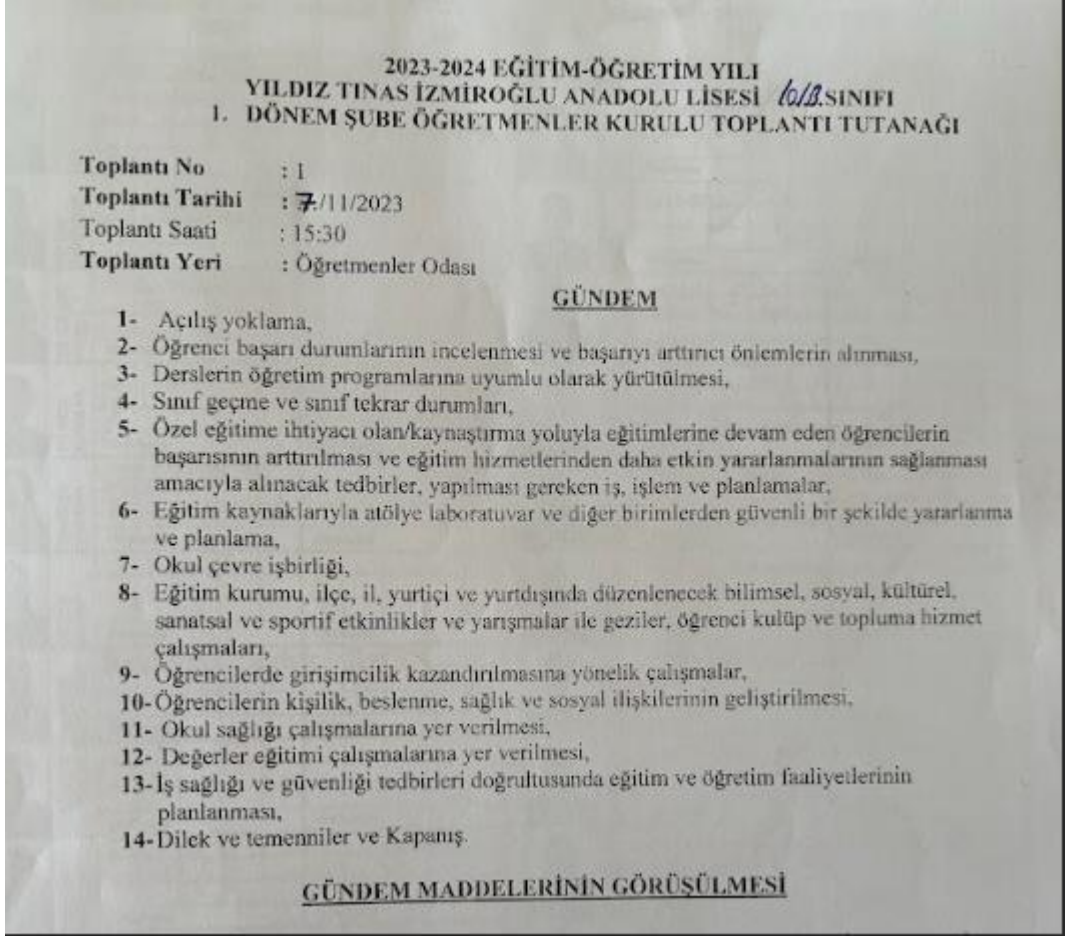 2023-2024 EĞİTİM-ÖĞRETİM YILI
YILDIZ TINAS İZMİROĞLU ANADOLU LİSESİ 10/B.SINIFI
1. DÖNEM ŞUBE ÖĞRETMENLER KURULU TOPLANTI TUTANAĞI
Toplantı No : 1
Toplantı Tarihi : 7./11/2023
Toplantı Saati : 15:30
Toplantı Yeri : Öğretmenler Odası
GÜNDEM
1- Açılış yoklama,
2- Öğrenci başarı durumlarının incelenmesi ve başarıyı arttırıcı önlemlerin alınması,
3- Derslerin öğretim programlarına uyumlu olarak yürütülmesi,
4- Sınıf geçme ve sınıf tekrar durumları,
5- Özel eğitime ihtiyacı olan/kaynaştırma yoluyla eğitimlerine devam eden öğrencilerin
başarısının arttırılması ve eğitim hizmetlerinden daha etkin yararlanmalarının sağlanması
amacıyla alınacak tedbirler, yapılması gereken iş, işlem ve planlamalar,
6- Eğitim kaynaklarıyla atölye laboratuvar ve diğer birimlerden güvenli bir şekilde yararlanma
ve planlama,
7- Okul çevre işbirliği,
8- Eğitim kurumu, ilçe, il, yurtiçi ve yurtdışında düzenlenecek bilimsel, sosyal, kültürel,
sanatsal ve sportif etkinlikler ve yarışmalar ile geziler, öğrenci kulüp ve topluma hizmet
çalışmaları,
9- Öğrencilerde girişimcilik kazandırılmasına yönelik çalışmalar,
10- Öğrencilerin kişilik, beslenme, sağlık ve sosyal ilişkilerinin geliştirilmesi,
11- Okul sağlığı çalışmalarına yer verilmesi,
12- Değerler eğitimi çalışmalarına yer verilmesi,
13- İş sağlığı ve güvenliği tedbirleri doğrultusunda eğitim ve öğretim faaliyetlerinin
planlanması,
14- Dilek ve temenniler ve Kapanış.
GÜNDEM MADDELERİNİN GÖRÜŞÜLMESİ